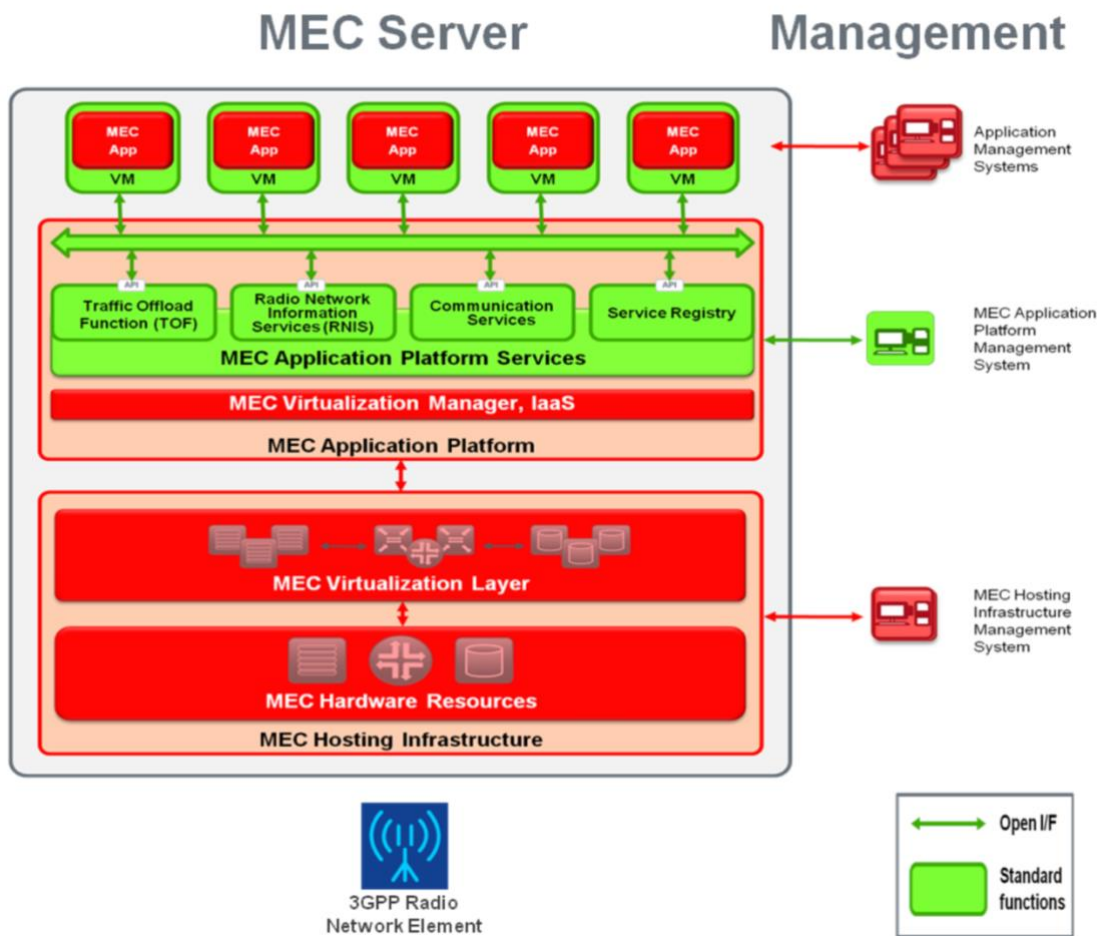 MEC Server
Management
MEC
App
VM
MEC
App
VM
MEC
App
VM
MEC
App
VM
MEC
App
VM
Application
Management
Systems
API
API
API
API
Traffic Offload
Function (TOF)
Radio Network
Information
Services (RNIS)
Communication
Services
Service Registry
MEC Application Platform Services
MEC Application
Platform
Management
System
MEC Virtualization Manager, IaaS
MEC Application Platform
MEC Virtualization Layer
MEC Hosting
Infrastructure
Management
System
MEC Hardware Resources
MEC Hosting Infrastructure
3GPP Radio
Network Element
Open I/F
Standard
functions